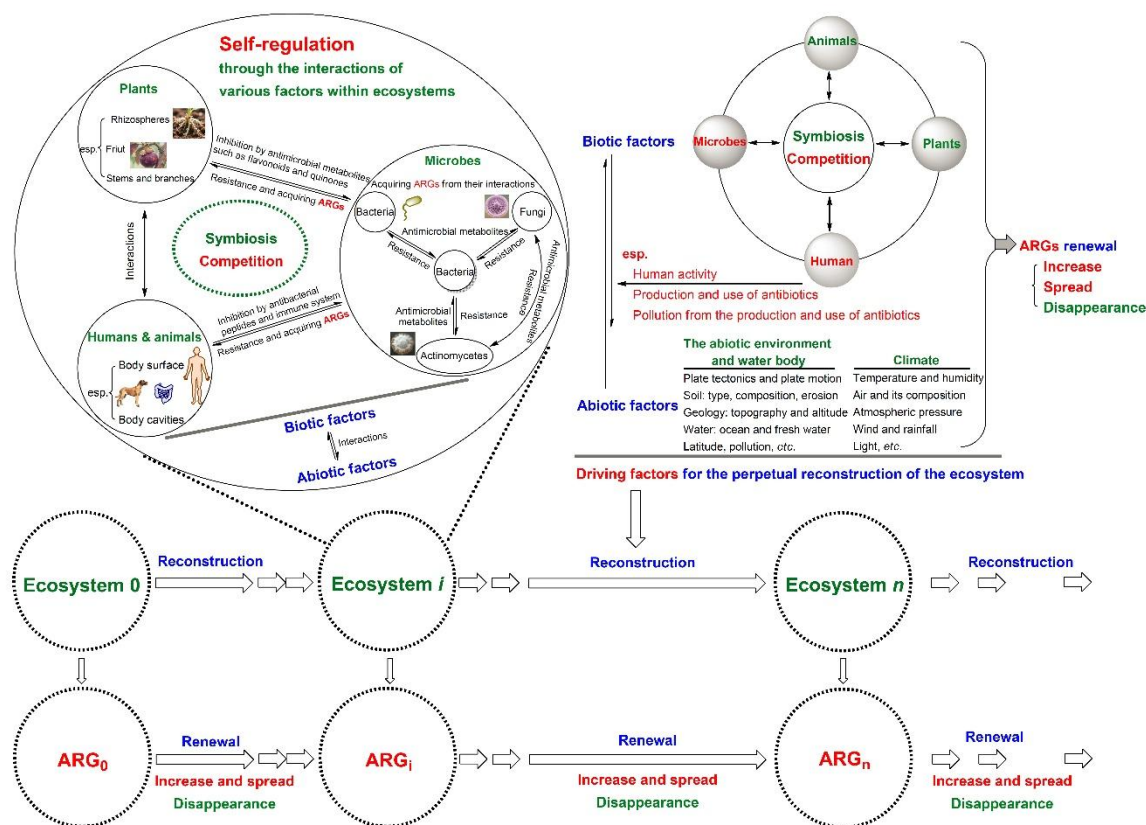 Self-regulation
through the interactions of
various factors within ecosystems
Plants
Rhizospheres
esp.
Friut
Stems and branches
Inhibition by antimicrobial metabolites
such as flavonoids and quinones
Resistance and acquiring ARGs
Interactions
Symbiosis
Competition
Microbes
Acquiring ARGs from their interactions
Bacteria
Fungi
Antimicrobial metabolites
Resistance
Resistance
Bacteria
Antimicrobial
metabolites
Resistance
Antimicrobial metabolites
Resistance
Actinomycetes
Inhibition by antibacterial
peptides and immune system
Resistance and acquiring ARGs
Humans & animals
Body surface
esp.
Body cavities
Biotic factors
Interactions
Abiotic factors
Animals
Microbes
Symbiosis
Competition
Plants
Human
Biotic factors
esp.
Human activity
Production and use of antibiotics
Pollution from the production and use of antibiotics
ARGs renewal
Increase
Spread
Disappearance
Abiotic factors
The abiotic environment
and water body
Plate tectonics and plate motion
Soil: type, composition, erosion
Geology: topography and altitude
Water: ocean and fresh water
Latitude, pollution, etc.
Climate
Temperature and humidity
Air and its composition
Atmospheric pressure
Wind and rainfall
Light, etc.
Driving factors for the perpetual reconstruction of the ecosystem
Ecosystem 0
Reconstruction
Ecosystem i
Reconstruction
Ecosystem n
Reconstruction
ARG0
Renewal
Increase and spread
Disappearance
ARGi
Renewal
Increase and spread
Disappearance
ARGn
Renewal
Increase and spread
Disappearance